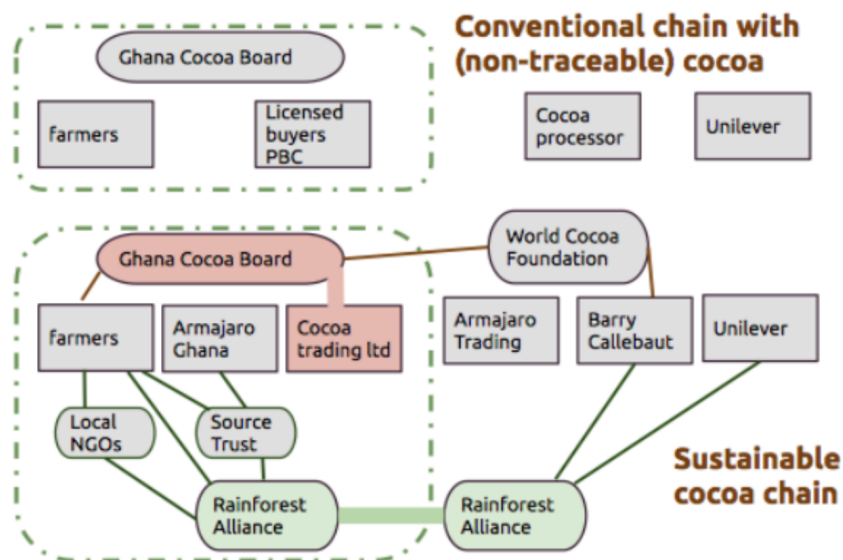 Conventional chain with
(non-traceable) cocoa
Ghana Cocoa Board
farmers
Licensed
buyers
PBC
Cocoa
processor
Unilever
Ghana Cocoa Board
World Cocoa
Foundation
farmers
Armajaro
Ghana
Cocoa
trading ltd
Armajaro
Trading
Barry
Callebaut
Unilever
Local
NGOs
Source
Trust
Rainforest
Alliance
Rainforest
Alliance
Sustainable
cocoa chain